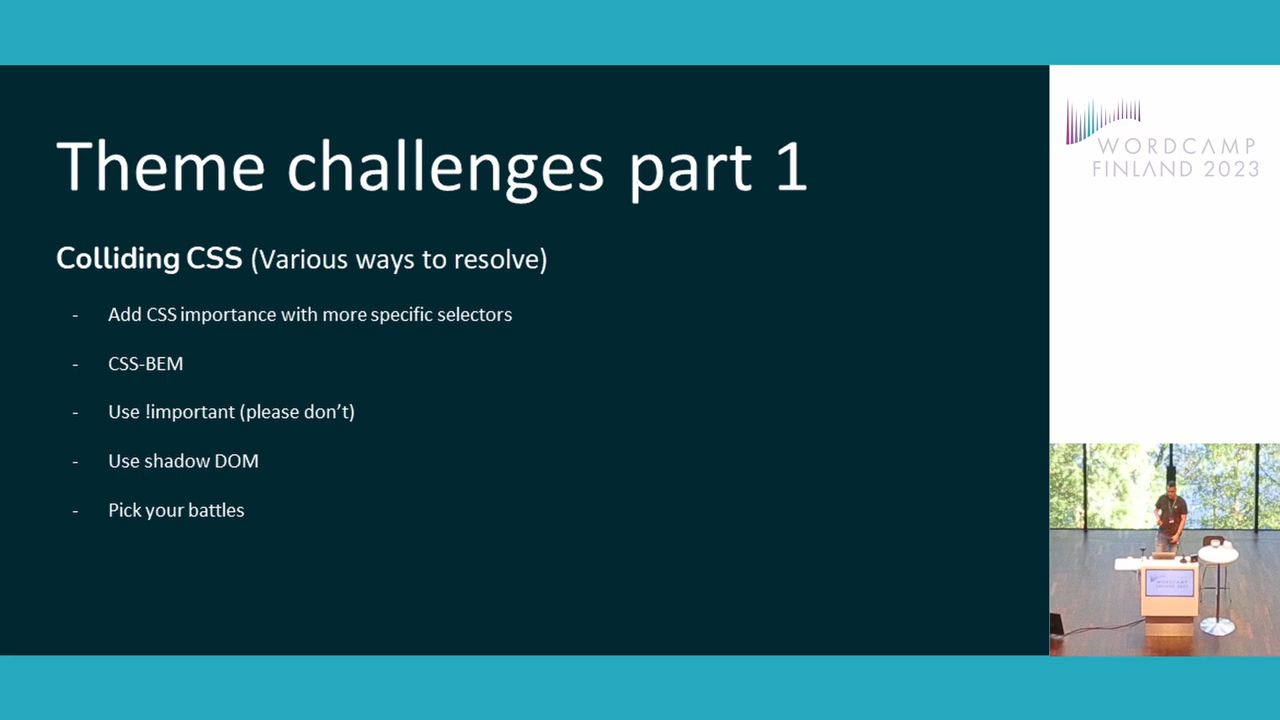 Theme challenges part 1
Colliding CSS (Various ways to resolve)
- Add CSS importance with more specific selectors
- CSS-BEM
- Use !important (please don't)
- Use shadow DOM
- Pick your battles
WORDCAMP
FINLAND 2023